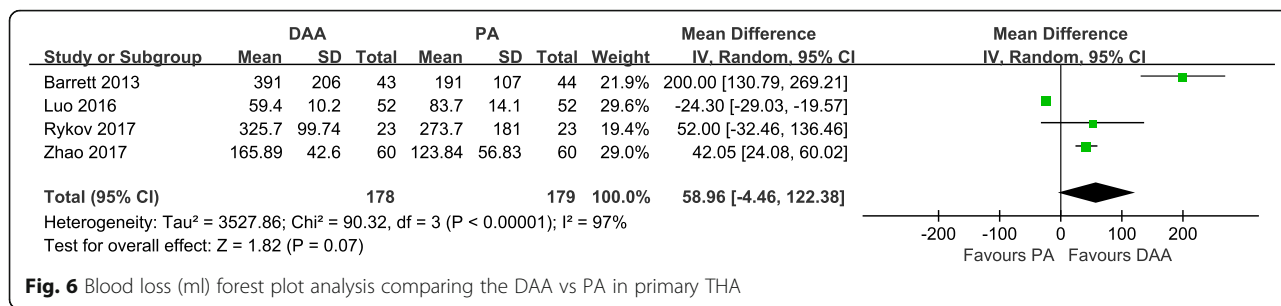 DAA PA Mean Difference Mean Difference
Study or Subgroup Mean SD Total Mean SD Total Weight IV, Random, 95% CI IV, Random, 95% CI
Barrett 2013 391 206 43 191 107 44 21.9% 200.00 [130.79, 269.21]
Luo 2016 59.4 10.2 52 83.7 14.1 52 29.6% -24.30 [-29.03, -19.57]
Rykov 2017 325.7 99.74 23 273.7 181 23 19.4% 52.00 [-32.46, 136.46]
Zhao 2017 165.89 42.6 60 123.84 56.83 60 29.0% 42.05 [24.08, 60.02]
Total (95% CI) 178 179 100.0% 58.96 [-4.46, 122.38]
Heterogeneity: Tau² = 3527.86; Chi² = 90.32, df = 3 (P < 0.00001); I² = 97%
Test for overall effect: Z = 1.82 (P = 0.07)
-200 -100 0 100 200
Favours PA Favours DAA
Fig. 6 Blood loss (ml) forest plot analysis comparing the DAA vs PA in primary THA